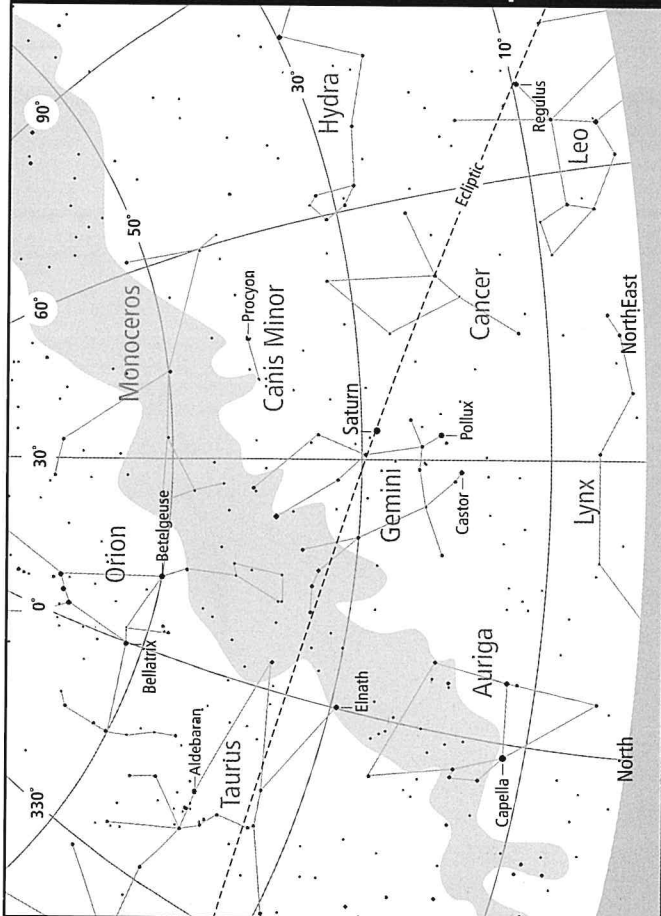 90°
60°
30°
0°
330°
50°
30°
10°
Monoceros
Hydra
Procyon
Canis Minor
Orion
Betelgeuse
Bellatrix
Aldebaran
Taurus
Elnath
Saturn
Gemini
Pollux
Castor
Cancer
Ecliptic
Regulus
Leo
Lynx
Auriga
Capella
North
NorthEast